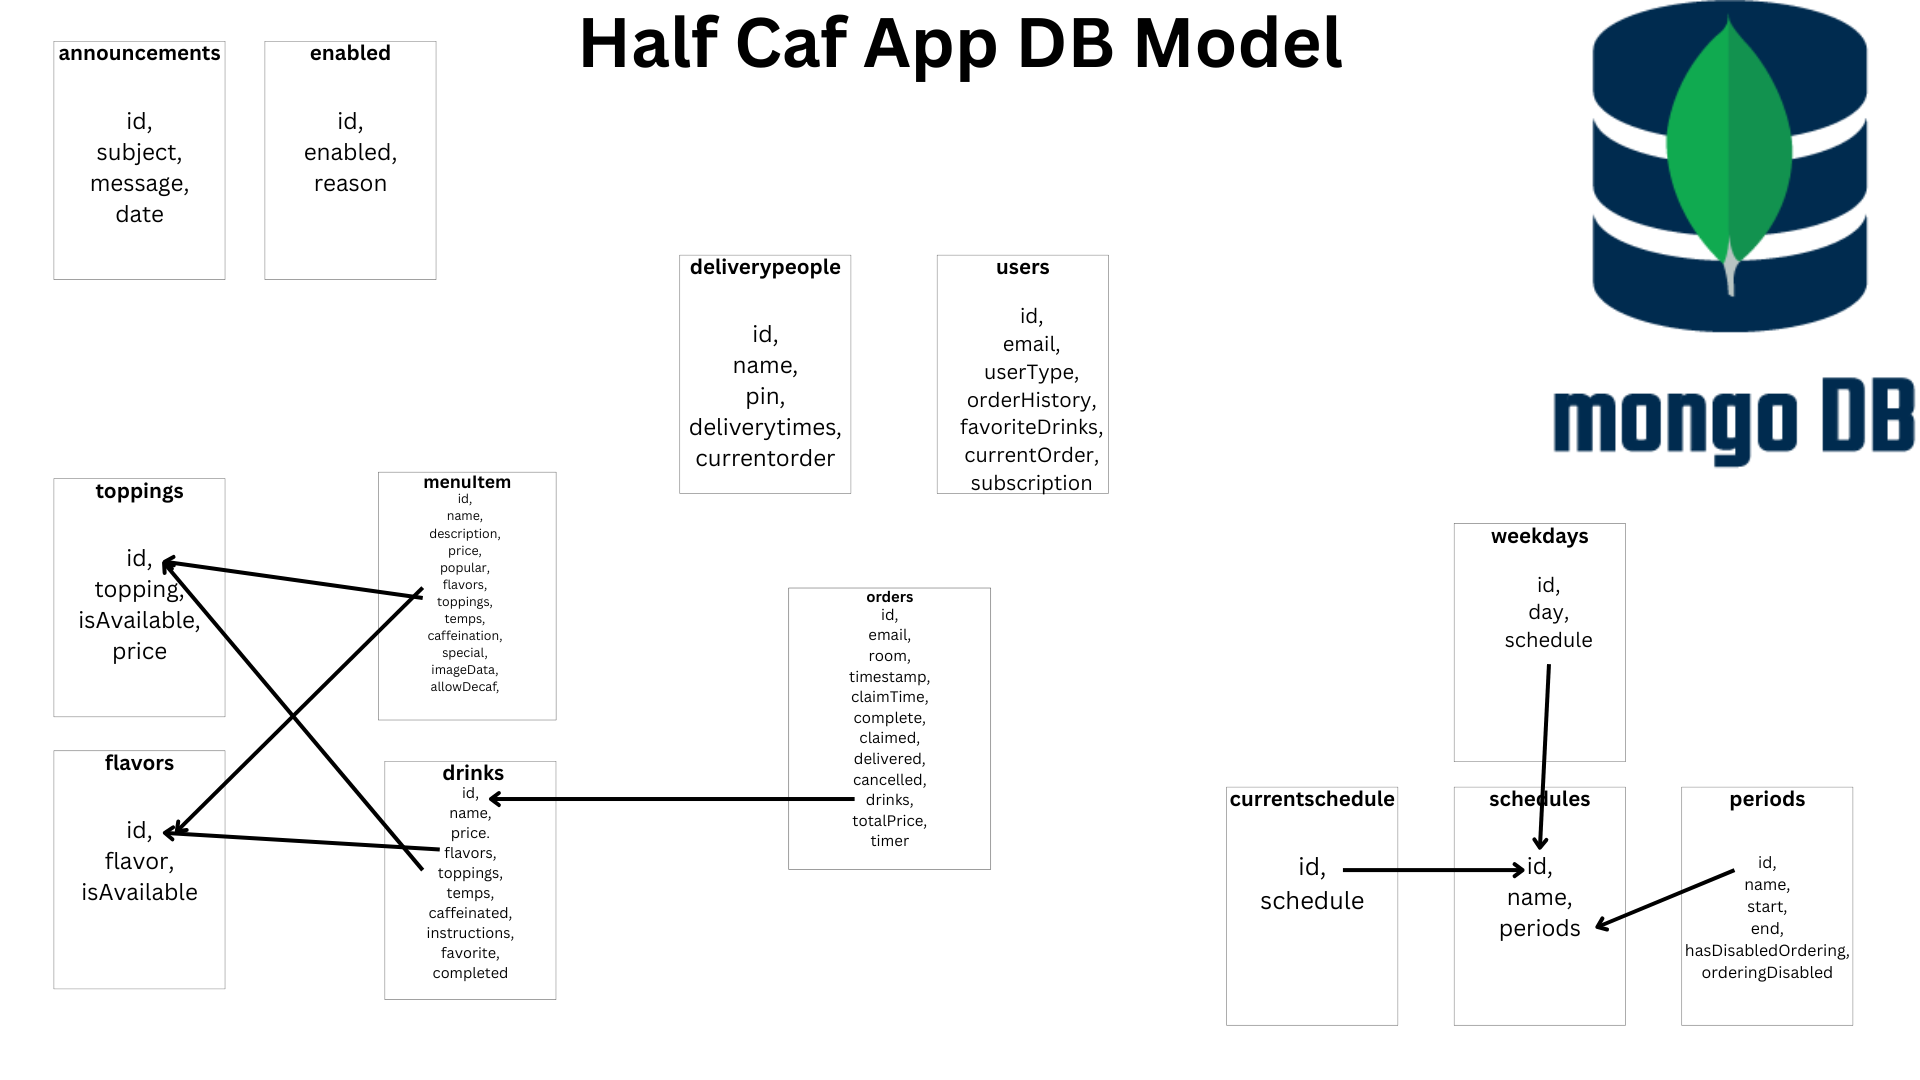 Half Caf App DB Model
announcements
id,
subject,
message,
date
enabled
id,
enabled,
reason
deliverypeople
id,
name,
pin,
deliverytimes,
currentorder
users
id,
email,
userType,
orderHistory,
favoriteDrinks,
currentOrder,
subscription
mongo DB
toppings
id,
topping,
isAvailable,
price
menuItem
id,
name,
description,
price,
popular,
flavors,
toppings,
temps,
caffeination,
special,
imageData,
allowDecaf,
flavors
id,
flavor,
isAvailable
drinks
id,
name,
price.
flavors,
toppings,
temps,
caffeinated,
instructions,
favorite,
completed
orders
id,
email,
room,
timestamp,
claimTime,
complete,
claimed,
delivered,
cancelled,
drinks,
totalPrice,
timer
weekdays
id,
day,
schedule
currentschedule
id,
schedule
schedules
id,
name,
periods
periods
id,
name,
start,
end,
hasDisabledOrdering,
orderingDisabled